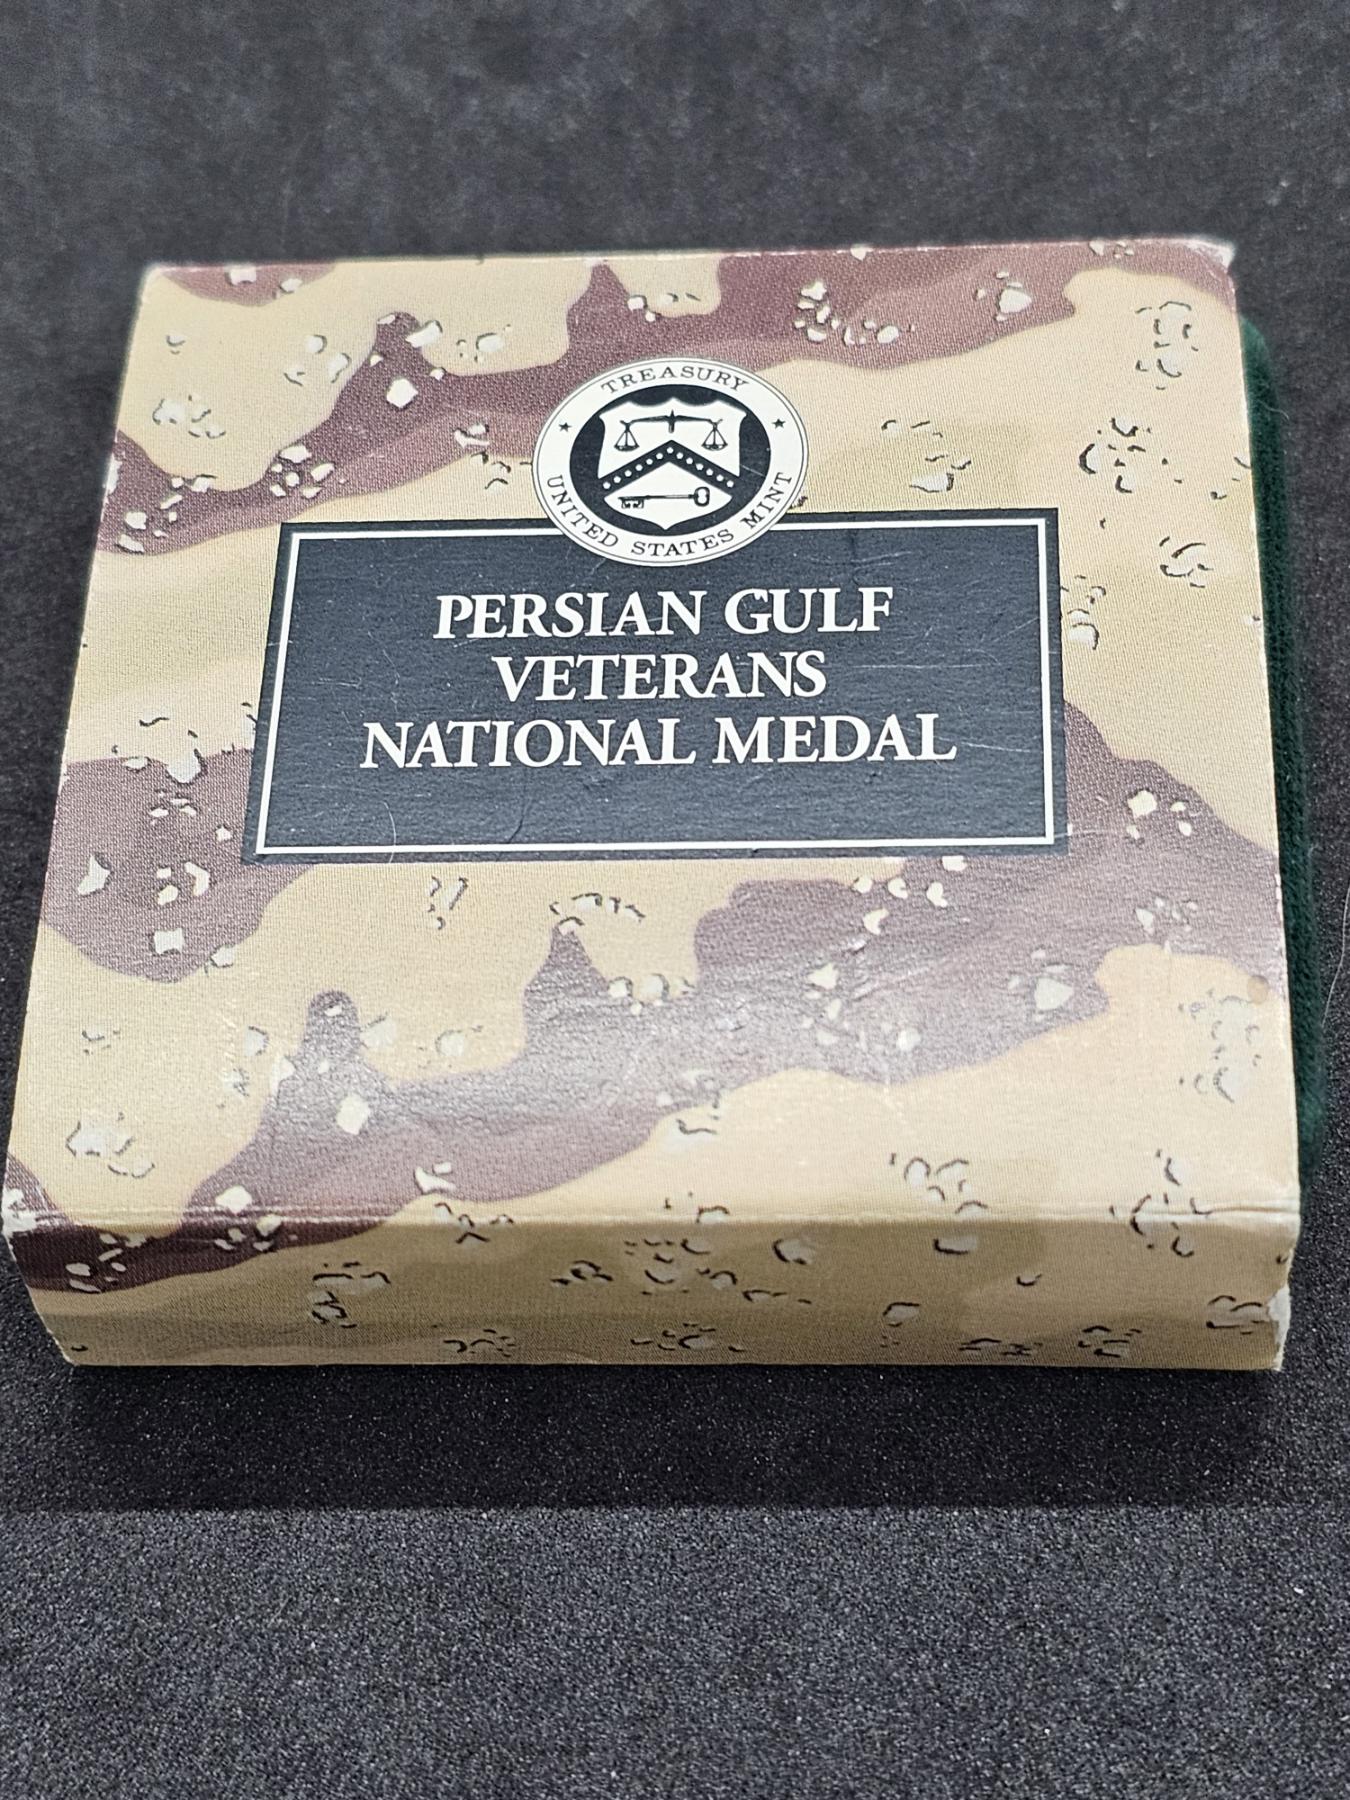 TREASURY
UNITED STATES MINT
PERSIAN GULF
VETERANS
NATIONAL MEDAL